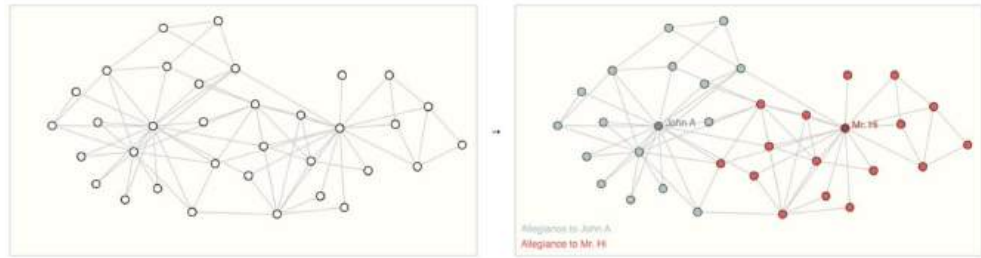 John A
Mr. Hi
Allegiance to John A
Allegiance to Mr. Hi